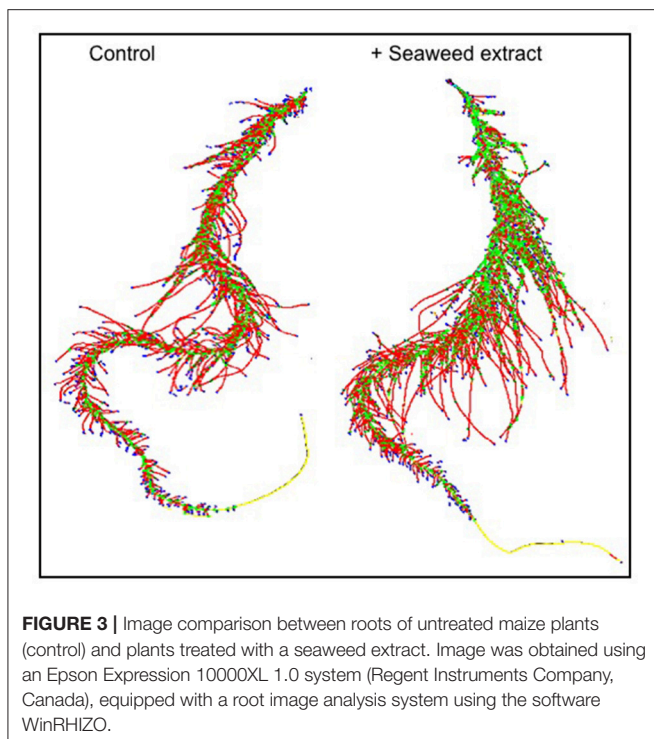 Control
+ Seaweed extract
FIGURE 3 | Image comparison between roots of untreated maize plants
(control) and plants treated with a seaweed extract. Image was obtained using
an Epson Expression 10000XL 1.0 system (Regent Instruments Company,
Canada), equipped with a root image analysis system using the software
WinRHIZO.